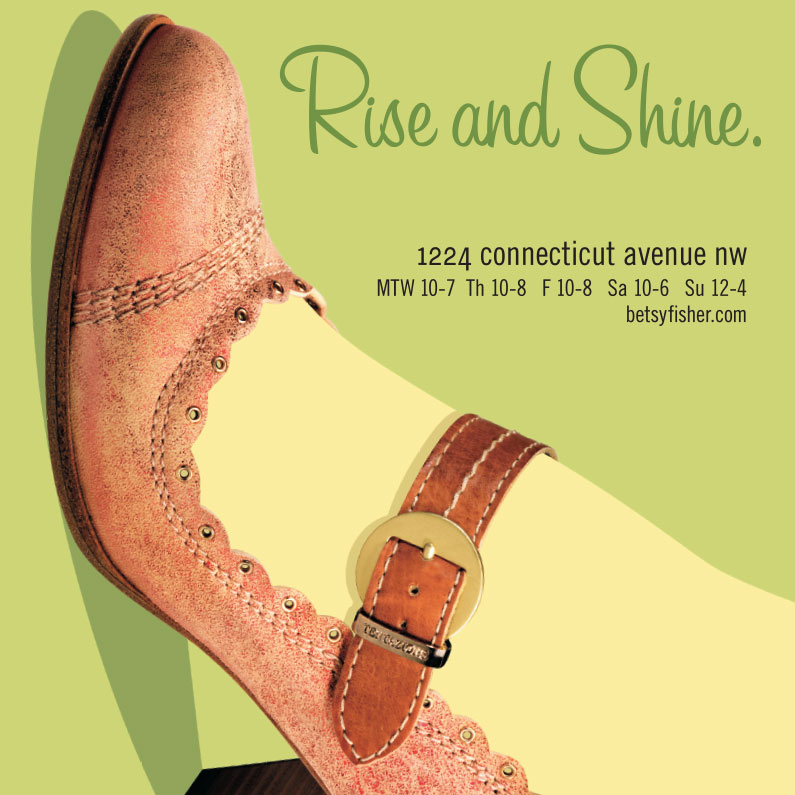 Rise and Shine.
1224 connecticut avenue nw
MTW 10-7 Th 10-8 F 10-8 Sa 10-6 Su 12-4
betsyfisher.com